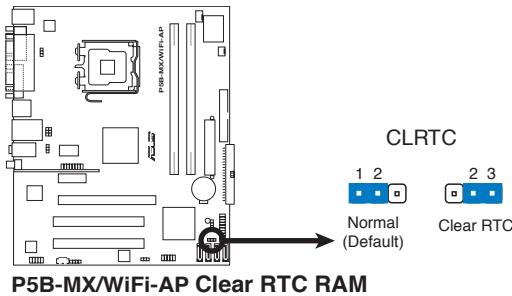 P5B-MX/WiFi-AP
ASUS
CLRTC
1 2
2 3
Normal
(Default)
Clear RTC
P5B-MX/WiFi-AP Clear RTC RAM